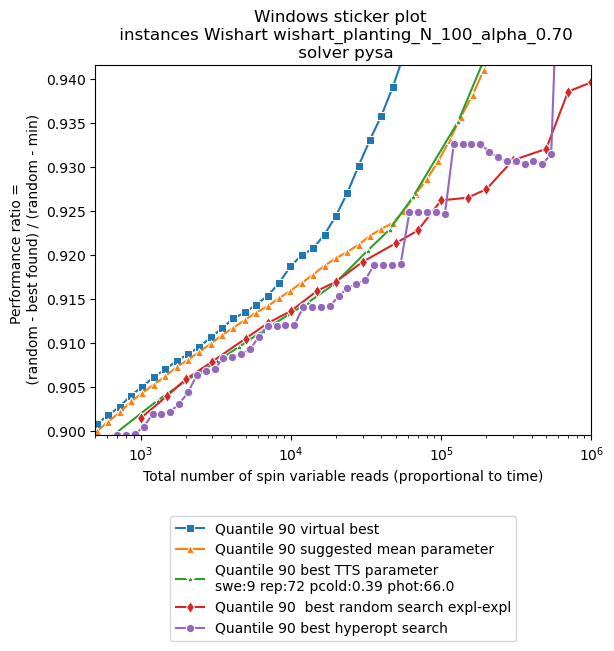 Windows sticker plot
instances Wishart wishart_planting_N_100_alpha_0.70
solver pysa
Performance ratio =
(random - best found) / (random - min)
0.940
0.935
0.930
0.925
0.920
0.915
0.910
0.905
0.900
10³
10⁴
10⁵
10⁶
Total number of spin variable reads (proportional to time)
Quantile 90 virtual best
Quantile 90 suggested mean parameter
Quantile 90 best TTS parameter
swe:9 rep:72 pcold:0.39 phot:66.0
Quantile 90  best random search expl-expl
Quantile 90 best hyperopt search